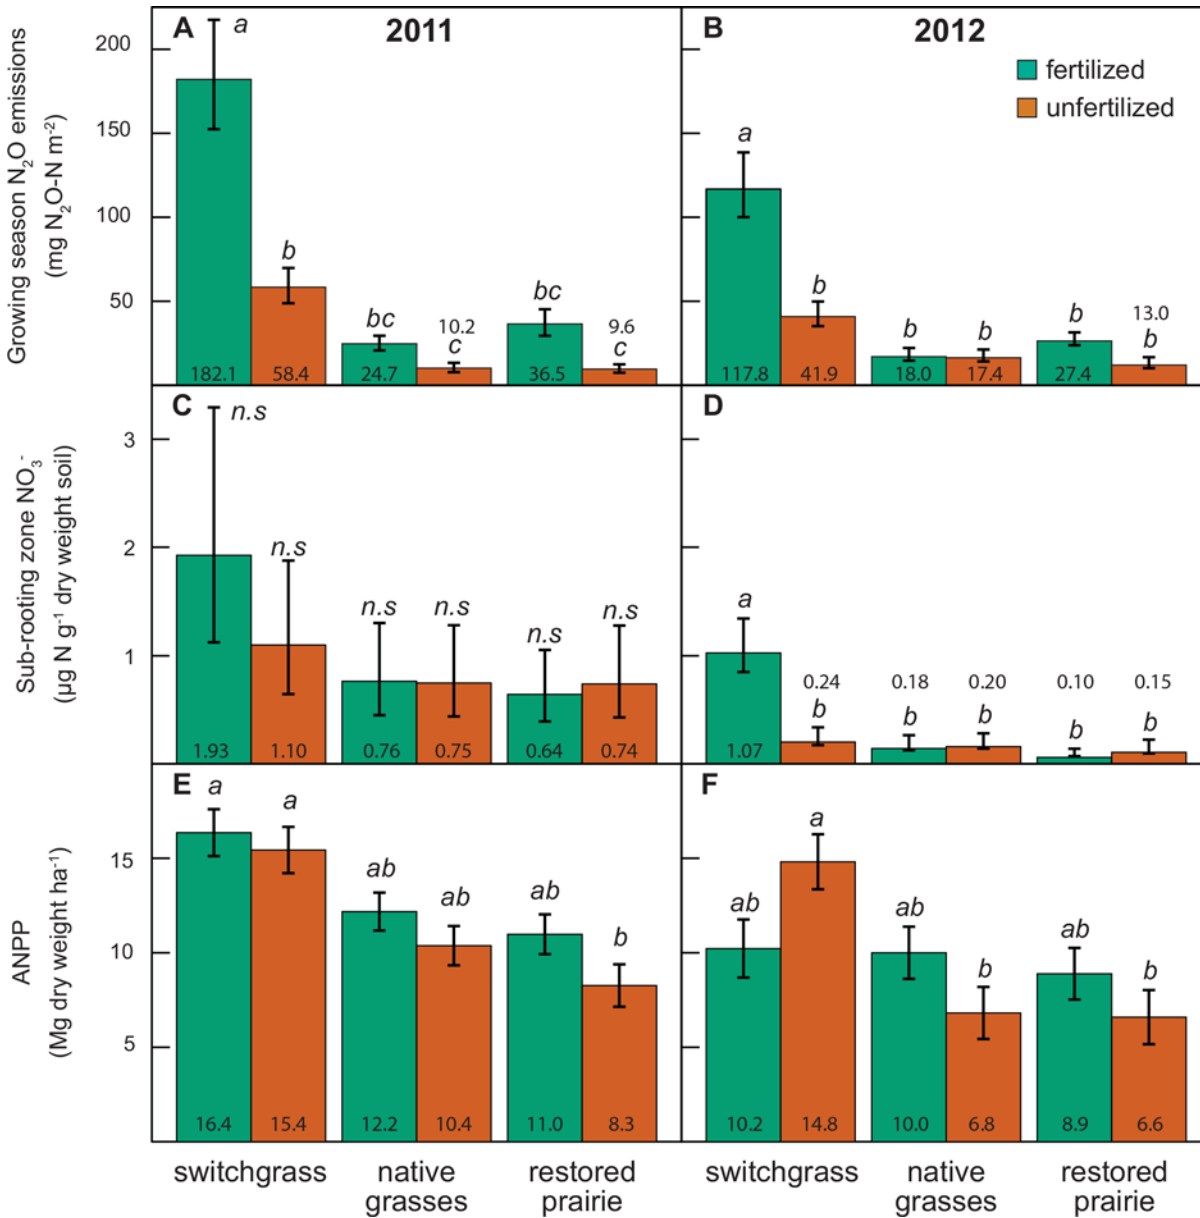 A
2011
a
B
2012
fertilized
unfertilized
200
150
100
50
Growing season N₂O emissions
(mg N₂O-N m⁻²)
b
bc
10.2
c
bc
9.6
c
182.1
58.4
24.7
36.5
a
b
b
b
b
13.0
b
117.8
41.9
18.0
17.4
27.4
C
n.s
n.s
n.s
n.s
n.s
n.s
3
2
1
Sub-rooting zone NO₃⁻
(µg N g⁻¹ dry weight soil)
1.93
1.10
0.76
0.75
0.64
0.74
D
a
0.24
b
0.18
b
0.20
b
0.10
b
0.15
b
1.07
E
a
a
ab
ab
ab
b
15
10
5
ANPP
(Mg dry weight ha⁻¹)
16.4
15.4
12.2
10.4
11.0
8.3
F
ab
a
ab
b
ab
b
10.2
14.8
10.0
6.8
8.9
6.6
switchgrass
native
grasses
restored
prairie
switchgrass
native
grasses
restored
prairie